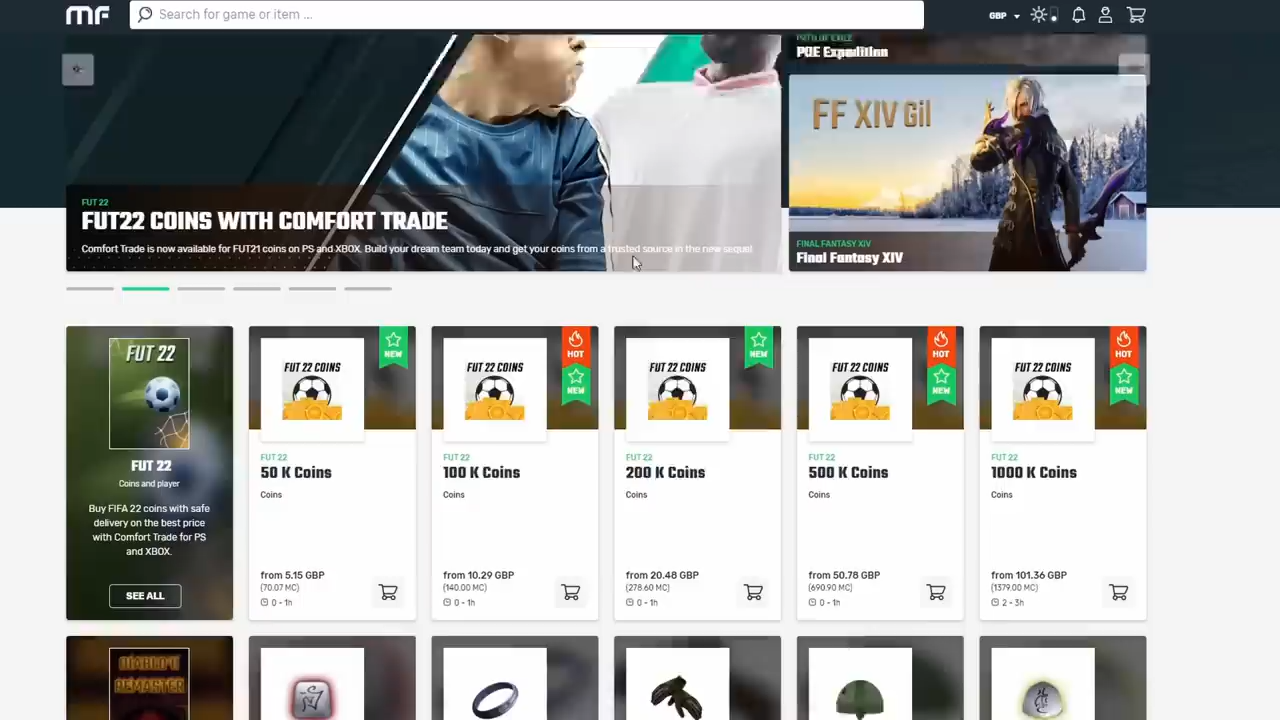 MF
Search for game or item ...
GBP
PATH OF EXILE
POE Expedition
FF XIV Gil
FUT 22
FUT22 COINS WITH COMFORT TRADE
Comfort Trade is now available for FUT21 coins on PS and XBOX. Build your dream team today and get your coins from a trusted source in the new sequel
FINAL FANTASY XIV
Final Fantasy XIV
FUT 22
FUT 22
Coins and player
Buy FIFA 22 coins with safe
delivery on the best price
with Comfort Trade for PS
and XBOX.
SEE ALL
NEW
FUT 22 COINS
FUT 22
50 K Coins
Coins
from 5.15 GBP
(70.07 MC)
0 - 1h
HOT
NEW
FUT 22 COINS
FUT 22
100 K Coins
Coins
from 10.29 GBP
(140.00 MC)
0 - 1h
NEW
FUT 22 COINS
FUT 22
200 K Coins
Coins
from 20.48 GBP
(278.60 MC)
0 - 1h
HOT
NEW
FUT 22 COINS
FUT 22
500 K Coins
Coins
from 50.78 GBP
(690.90 MC)
0 - 1h
HOT
NEW
FUT 22 COINS
FUT 22
1000 K Coins
Coins
from 101.36 GBP
(1379.00 MC)
2 - 3h
DIABLO II
REMASTER